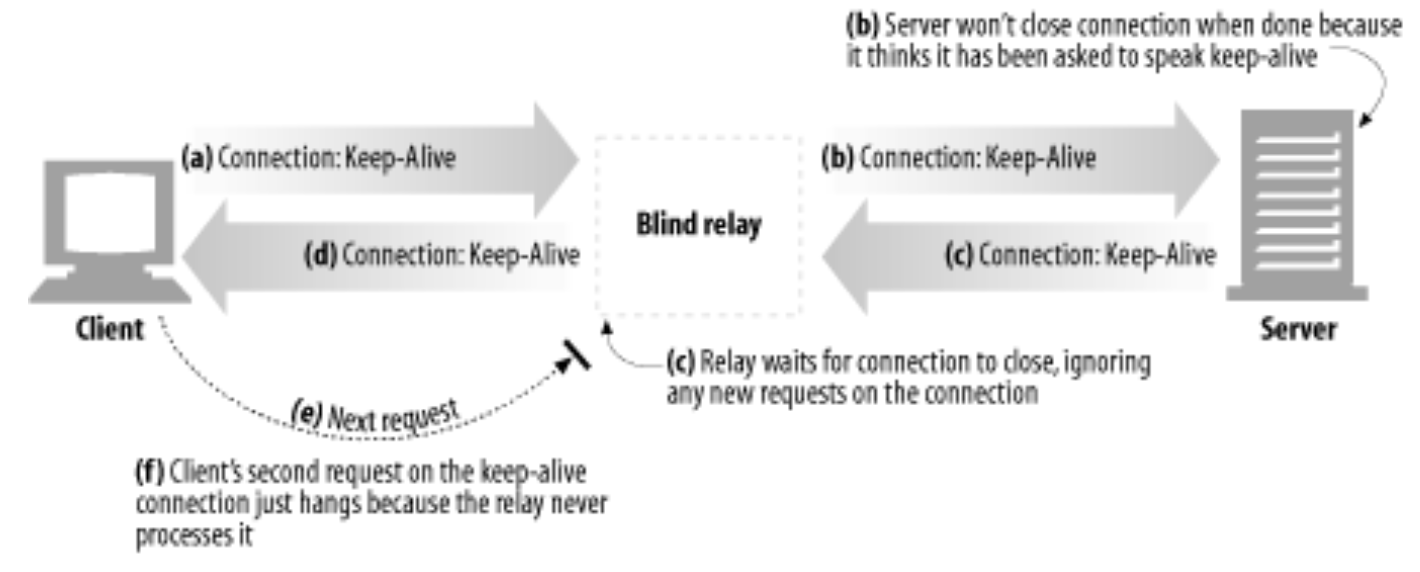 (b) Server won't close connection when done because
it thinks it has been asked to speak keep-alive
(a) Connection: Keep-Alive
(b) Connection: Keep-Alive
Blind relay
(d) Connection: Keep-Alive
(c) Connection: Keep-Alive
Client
Server
(c) Relay waits for connection to close, ignoring
any new requests on the connection
(e) Next request
(f) Client's second request on the keep-alive
connection just hangs because the relay never
processes it